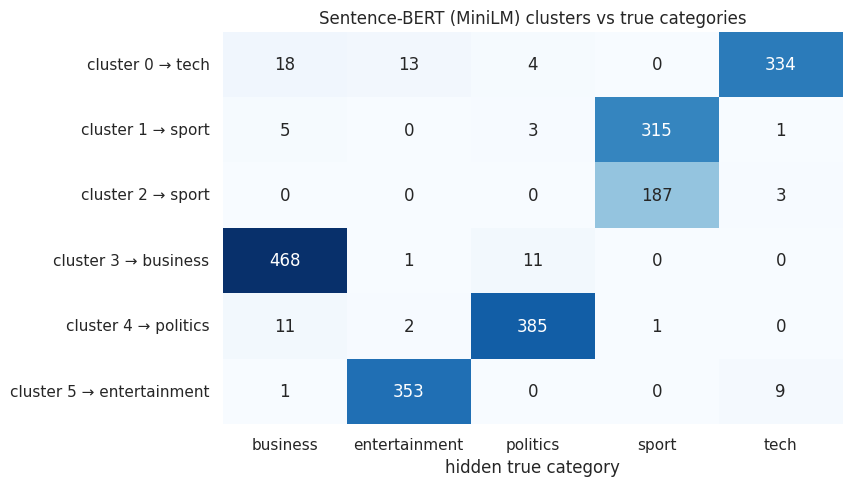 Sentence-BERT (MiniLM) clusters vs true categories
cluster 0 → tech 18 13 4 0 334
cluster 1 → sport 5 0 3 315 1
cluster 2 → sport 0 0 0 187 3
cluster 3 → business 468 1 11 0 0
cluster 4 → politics 11 2 385 1 0
cluster 5 → entertainment 1 353 0 0 9
business entertainment politics sport tech
hidden true category